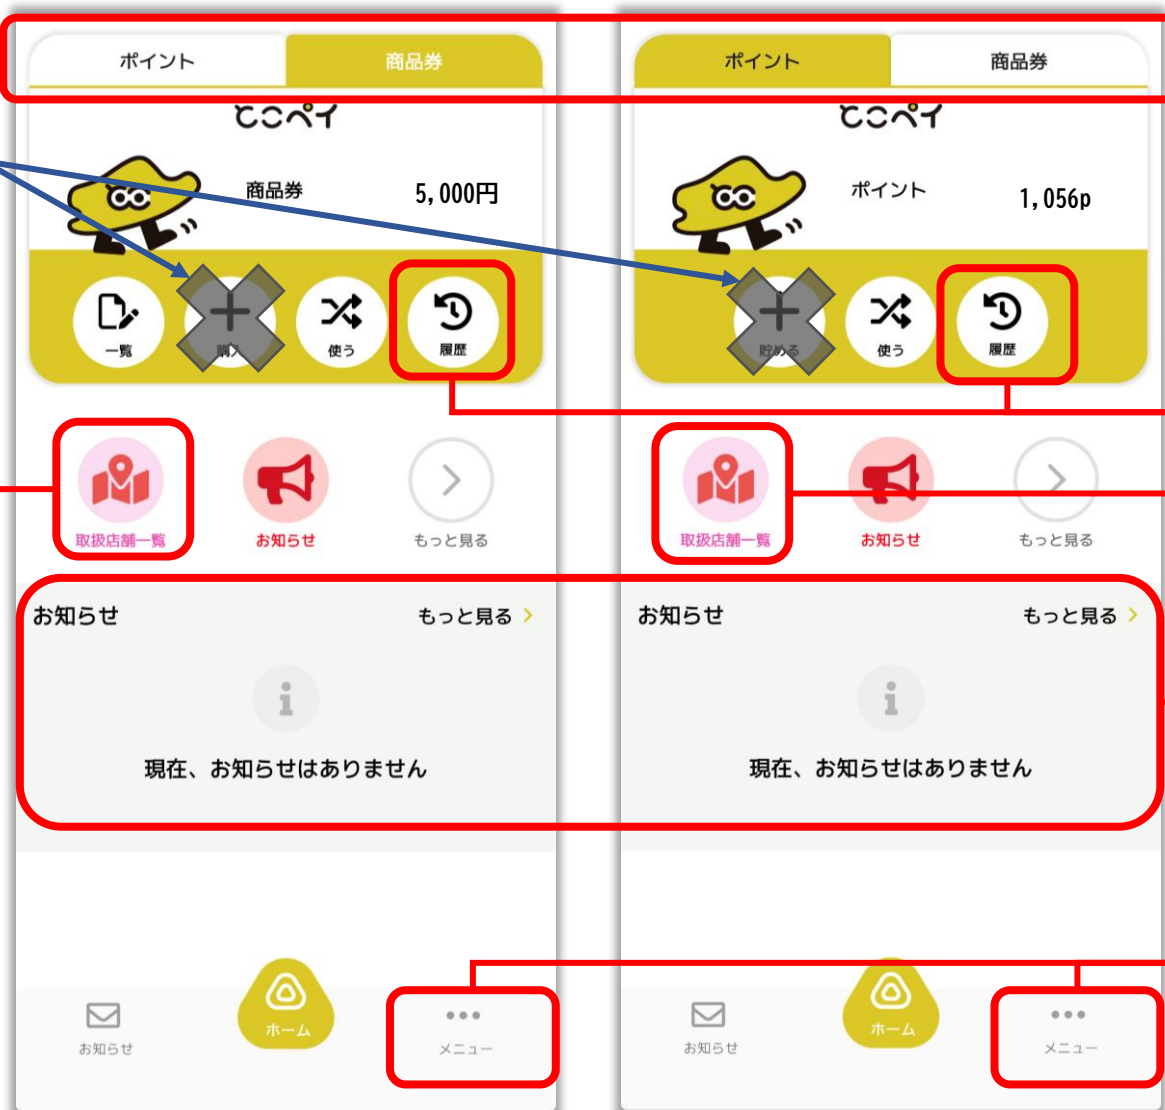 ポイント
商品券
とこペイ
商品券
5,000円
一覧
購入
使う
履歴
取扱店舗一覧
お知らせ
もっと見る
お知らせ
もっと見る
現在、お知らせはありません
お知らせ
ホーム
メニュー
ポイント
商品券
とこペイ
ポイント
1,056p
貯める
使う
履歴
取扱店舗一覧
お知らせ
もっと見る
お知らせ
もっと見る
現在、お知らせはありません
お知らせ
ホーム
メニュー